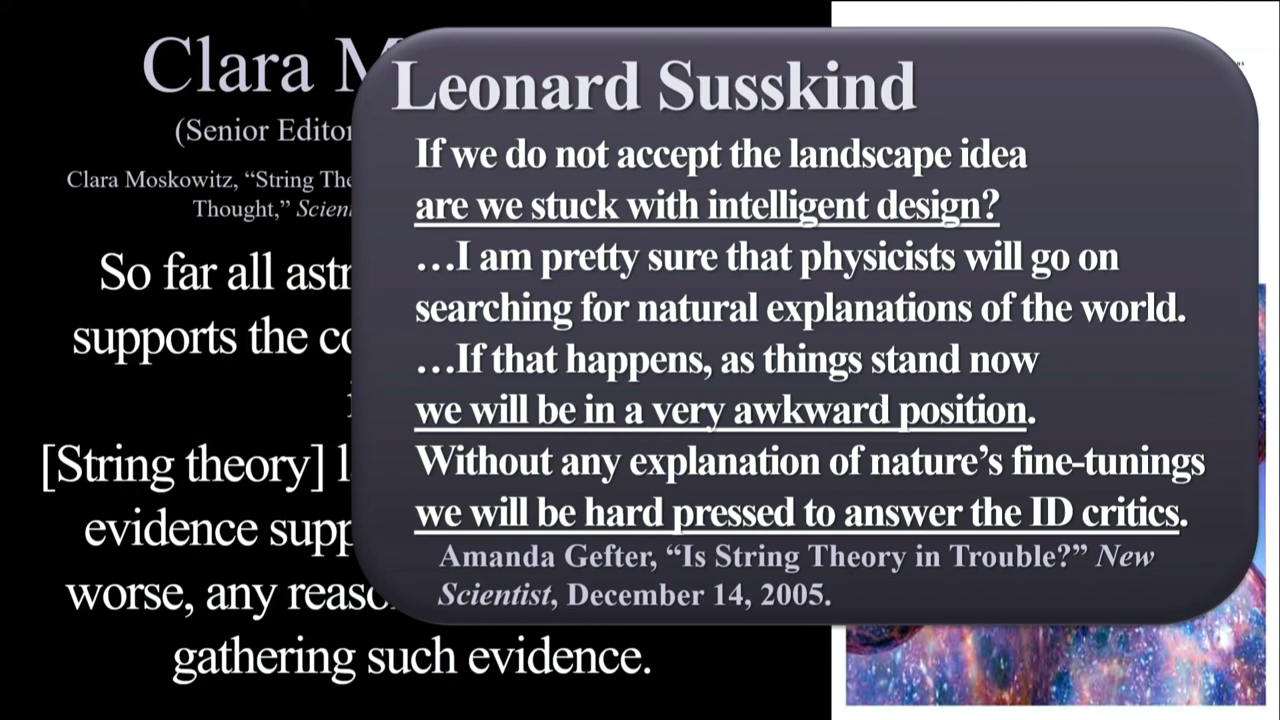 Clara
(Senior Editor
Clara Moskowitz, “String The
Thought,”
So far all
supports the
[String theory]
evidence
worse, any
gathering such evidence.
Leonard Susskind
If we do not accept the landscape idea
are we stuck with intelligent design?
…I am pretty sure that physicists will go on
searching for natural explanations of the world.
…If that happens, as things stand now
we will be in a very awkward position.
Without any explanation of nature’s fine-tunings
we will be hard pressed to answer the ID critics.
Amanda Gefter, “Is String Theory in Trouble?” New
Scientist, December 14, 2005.